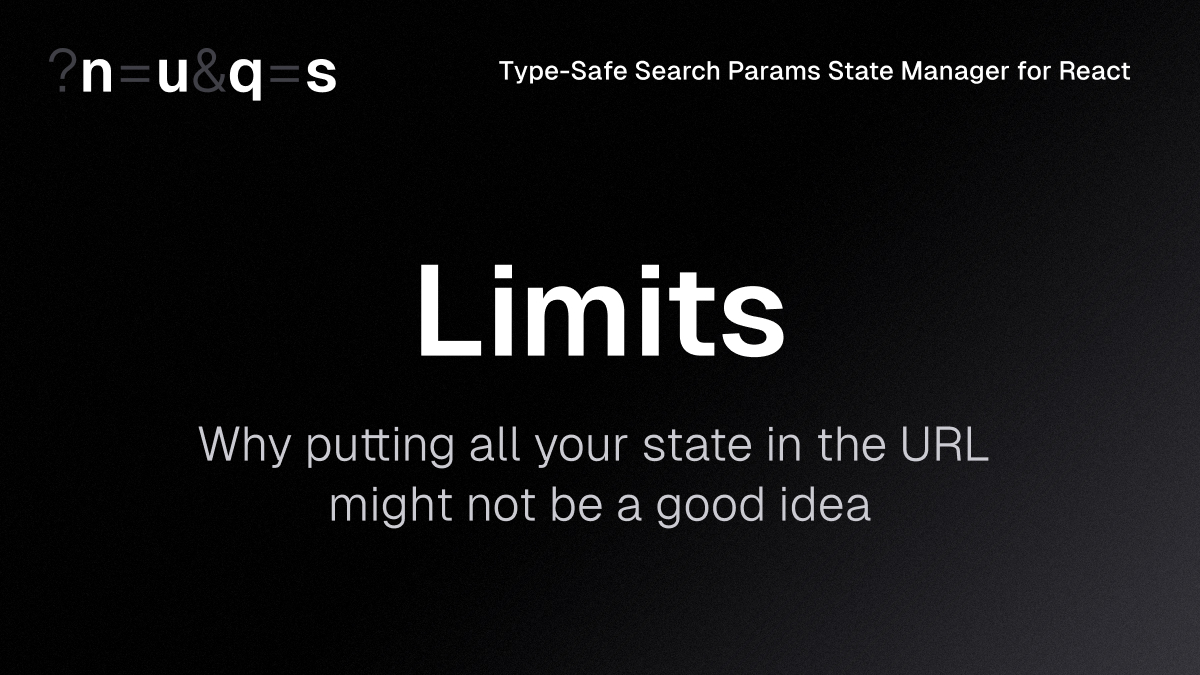 ?n=u&q=s
Type-Safe Search Params State Manager for React
Limits
Why putting all your state in the URL
might not be a good idea